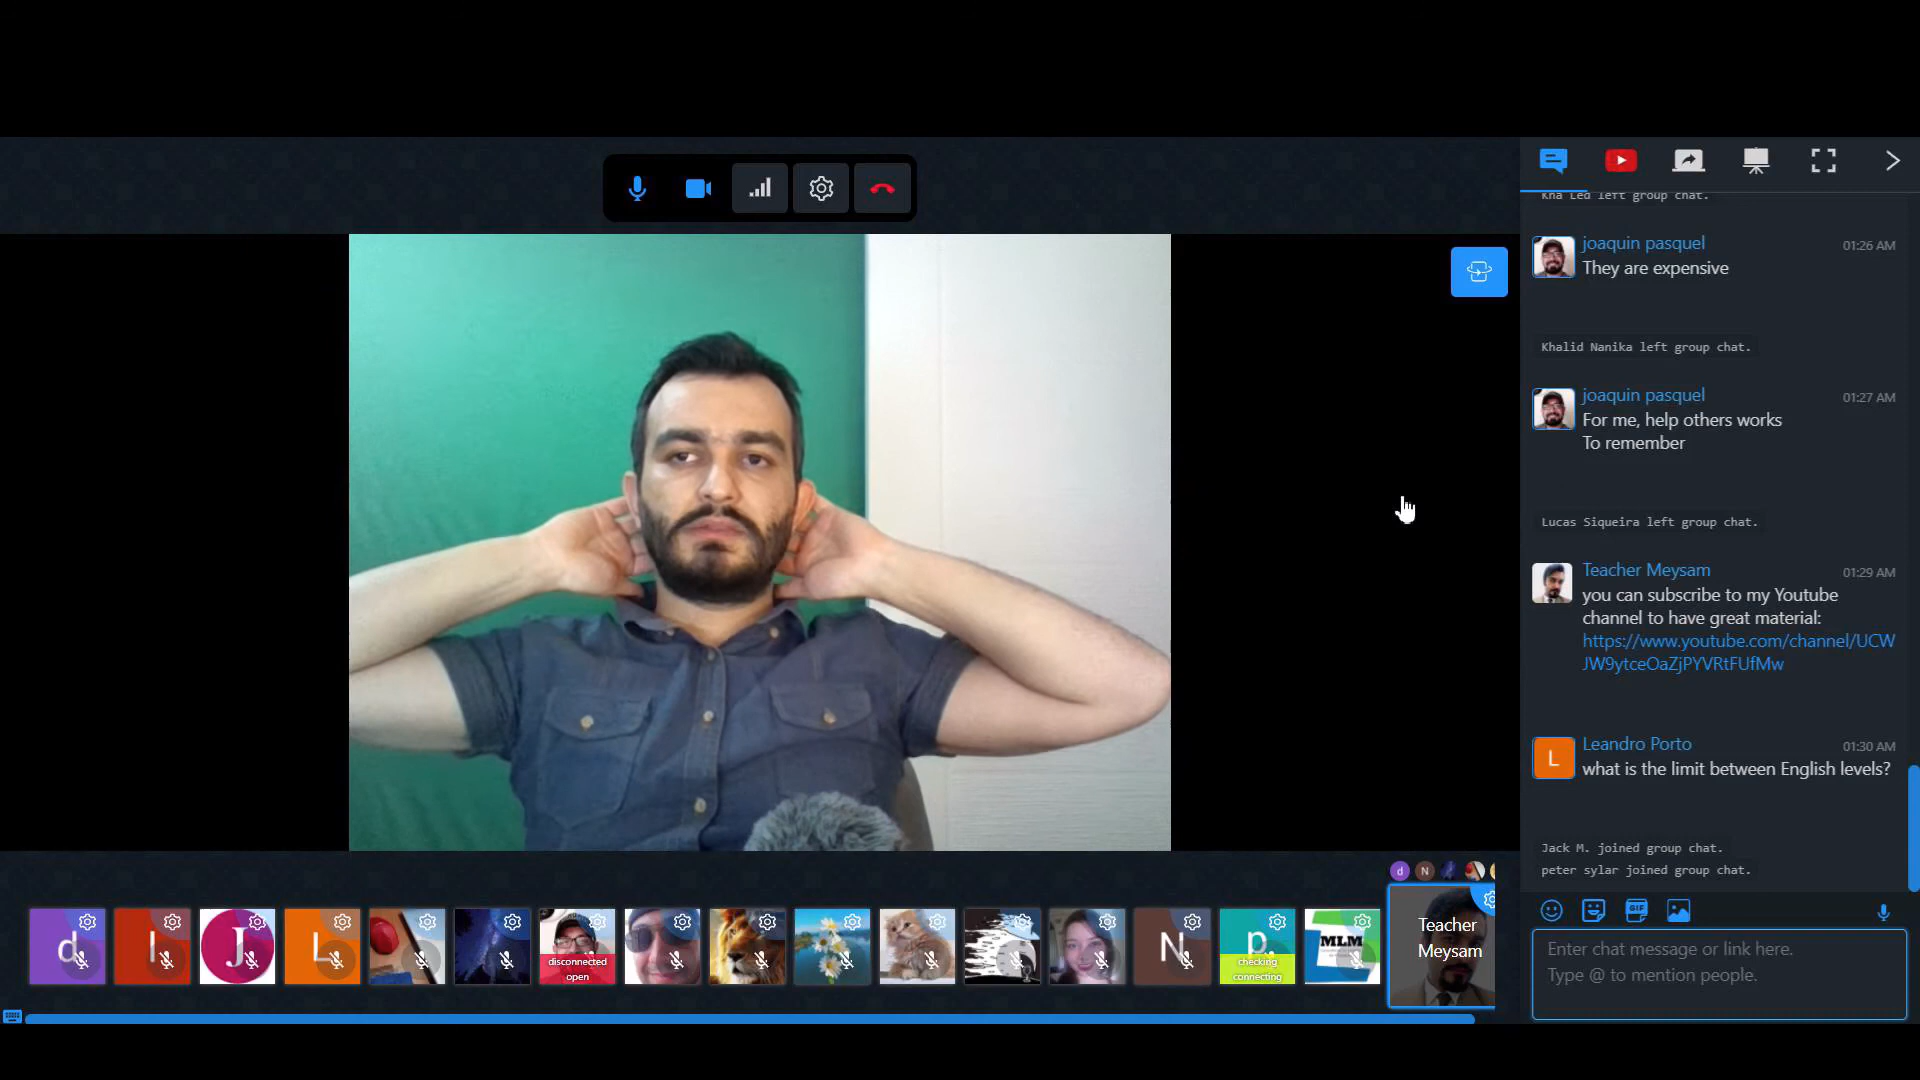 Kha Led left group chat.
joaquin pasquel
01:26 AM
They are expensive
Khalid Nanika left group chat.
joaquin pasquel
01:27 AM
For me, help others works
To remember
Lucas Siqueira left group chat.
Teacher Meysam
01:29 AM
you can subscribe to my Youtube
channel to have great material:
https://www.youtube.com/channel/UCW
JW9ytceOaZjPYVRtFUfMw
L
Leandro Porto
01:30 AM
what is the limit between English levels?
Jack M. joined group chat.
peter sylar joined group chat.
GIF
Enter chat message or link here.
Type @ to mention people.
d
N
d
I
J
L
disconnected
open
N
p
checking
connecting
MLM
Teacher
Meysam